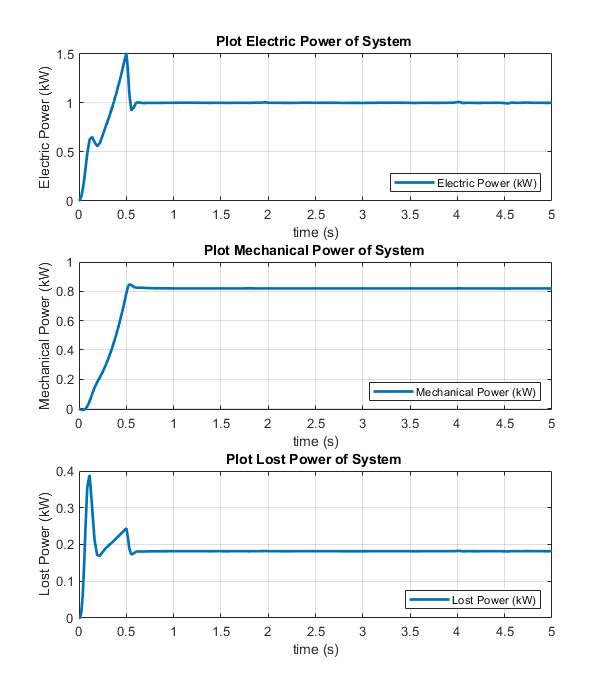 Plot Electric Power of System
Electric Power (kW)
1.5
1
0.5
0
Electric Power (kW)
0 0.5 1 1.5 2 2.5 3 3.5 4 4.5 5
time (s)
Plot Mechanical Power of System
Mechanical Power (kW)
1
0.8
0.6
0.4
0.2
0
Mechanical Power (kW)
0 0.5 1 1.5 2 2.5 3 3.5 4 4.5 5
time (s)
Plot Lost Power of System
Lost Power (kW)
0.4
0.3
0.2
0.1
0
Lost Power (kW)
0 0.5 1 1.5 2 2.5 3 3.5 4 4.5 5
time (s)